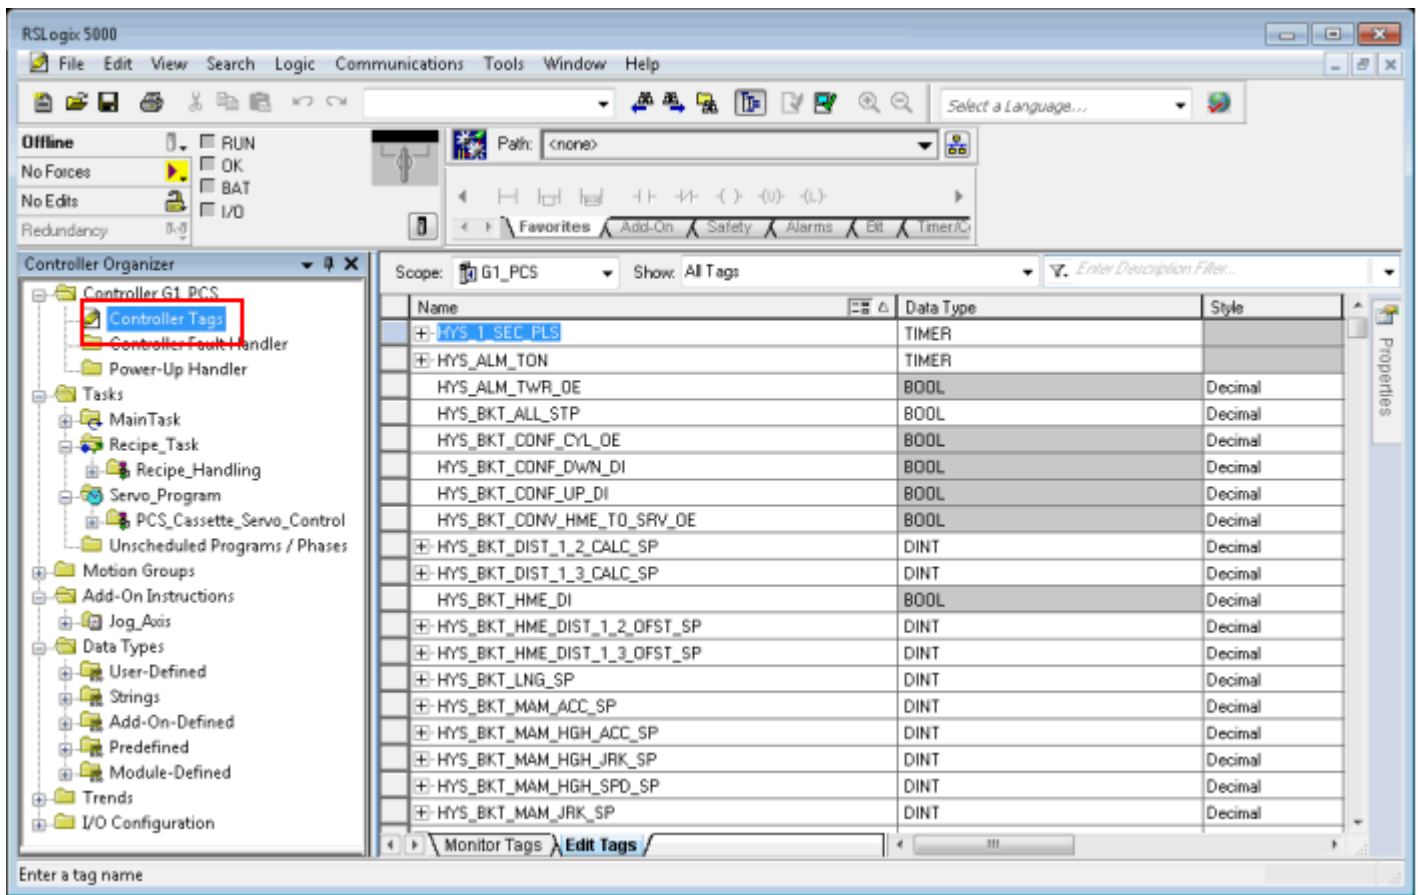 RSLogix 5000
File Edit View Search Logic Communications Tools Window Help
Select a Language...
Offline RUN
No Forces OK
No Edits BAT
Redundancy I/O
Path: <none>
Favorites Add-On Safety Alarms Bit Timer/C
Controller Organizer
Controller G1_PCS
Controller Tags
Controller Fault Handler
Power-Up Handler
Tasks
MainTask
Recipe_Task
Recipe_Handling
Servo_Program
PCS_Cassette_Servo_Control
Unscheduled Programs / Phases
Motion Groups
Add-On Instructions
Jog_Axis
Data Types
User-Defined
Strings
Add-On-Defined
Predefined
Module-Defined
Trends
I/O Configuration
Scope: G1_PCS Show: All Tags Enter Description Filter...
Name Data Type Style
HYS_1_SEC_PLS TIMER
HYS_ALM_TON TIMER
HYS_ALM_TWR_OE BOOL Decimal
HYS_BKT_ALL_STP BOOL Decimal
HYS_BKT_CONF_CYL_OE BOOL Decimal
HYS_BKT_CONF_DWN_DI BOOL Decimal
HYS_BKT_CONF_UP_DI BOOL Decimal
HYS_BKT_CONV_HME_TO_SRV_OE BOOL Decimal
HYS_BKT_DIST_1_2_CALC_SP DINT Decimal
HYS_BKT_DIST_1_3_CALC_SP DINT Decimal
HYS_BKT_HME_DI BOOL Decimal
HYS_BKT_HME_DIST_1_2_OFST_SP DINT Decimal
HYS_BKT_HME_DIST_1_3_OFST_SP DINT Decimal
HYS_BKT_LNG_SP DINT Decimal
HYS_BKT_MAM_ACC_SP DINT Decimal
HYS_BKT_MAM_HGH_ACC_SP DINT Decimal
HYS_BKT_MAM_HGH_JRK_SP DINT Decimal
HYS_BKT_MAM_HGH_SPD_SP DINT Decimal
HYS_BKT_MAM_JRK_SP DINT Decimal
Monitor Tags Edit Tags
Properties
Enter a tag name